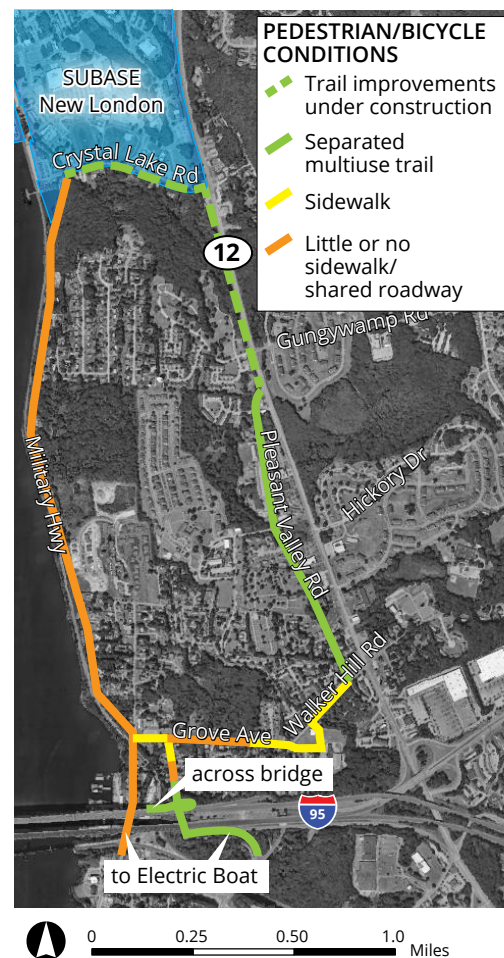 PEDESTRIAN/BICYCLE
CONDITIONS
Trail improvements
under construction
Separated
multiuse trail
Sidewalk
Little or no
sidewalk/
shared roadway
SUBASE
New London
Crystal Lake Rd
12
Gungywamp Rd
Military Hwy
Pleasant Valley Rd
Hickory Dr
Walker Hill Rd
Grove Ave
across bridge
95
to Electric Boat
0 0.25 0.50 1.0
Miles